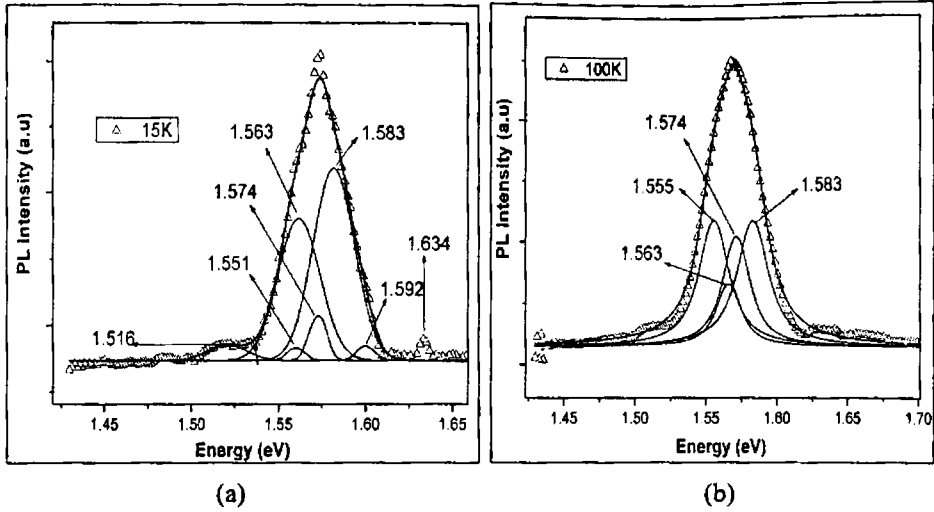 PL Intensity (a.u)
△ 15K
1.563
1.583
1.574
1.551
1.634
1.592
1.516
1.45 1.50 1.55 1.60 1.65
Energy (eV)
(a)
PL Intensity (a.u)
△ 100K
1.574
1.555
1.583
1.563
1.45 1.50 1.55 1.60 1.65 1.70
Energy (eV)
(b)